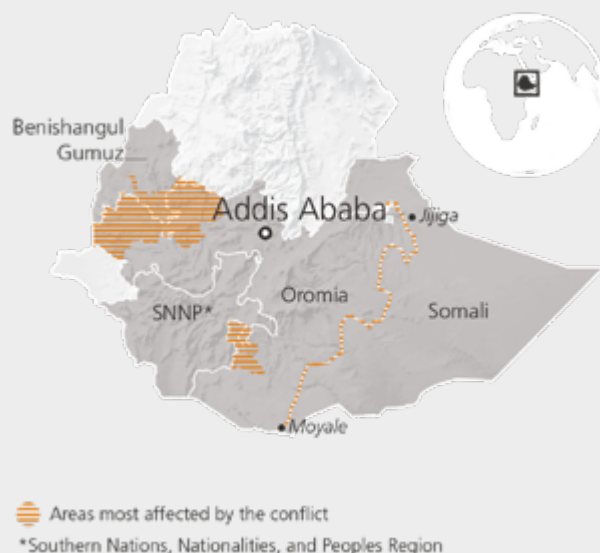 Benishangul
Gumuz
Addis Ababa
Jijiga
SNNP*
Oromia
Somali
Moyale
Areas most affected by the conflict
*Southern Nations, Nationalities, and Peoples Region